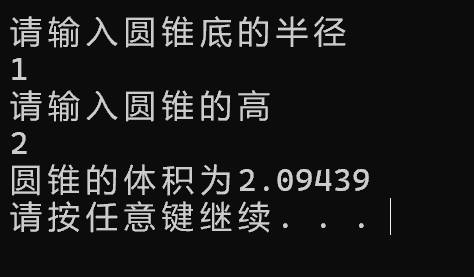 请输入圆锥底的半径
1
请输入圆锥的高
2
圆锥的体积为2.09439
请按任意键继续. . .